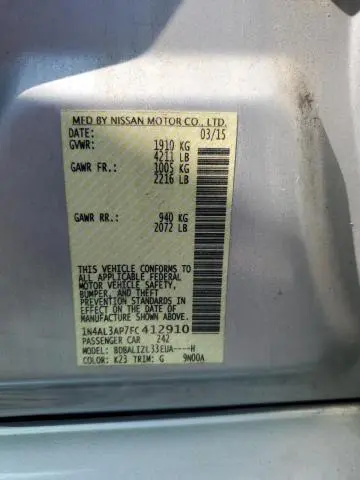 MFD BY NISSAN MOTOR CO., LTD.
DATE: 03/15
GVWR: 1910 KG
4211 LB
GAWR FR.: 1005 KG
2216 LB
GAWR RR.: 940 KG
2072 LB
THIS VEHICLE CONFORMS TO ALL APPLICABLE
FEDERAL MOTOR VEHICLE SAFETY,
BUMPER, AND THEFT PREVENTION
STANDARDS IN EFFECT ON THE DATE OF
MANUFACTURE SHOWN ABOVE.
1N4AL3AP7FC412910
PASSENGER CAR 242
MODEL: BDBALIZL33EUA----H
COLOR: K23 TRIM: G 9N00A